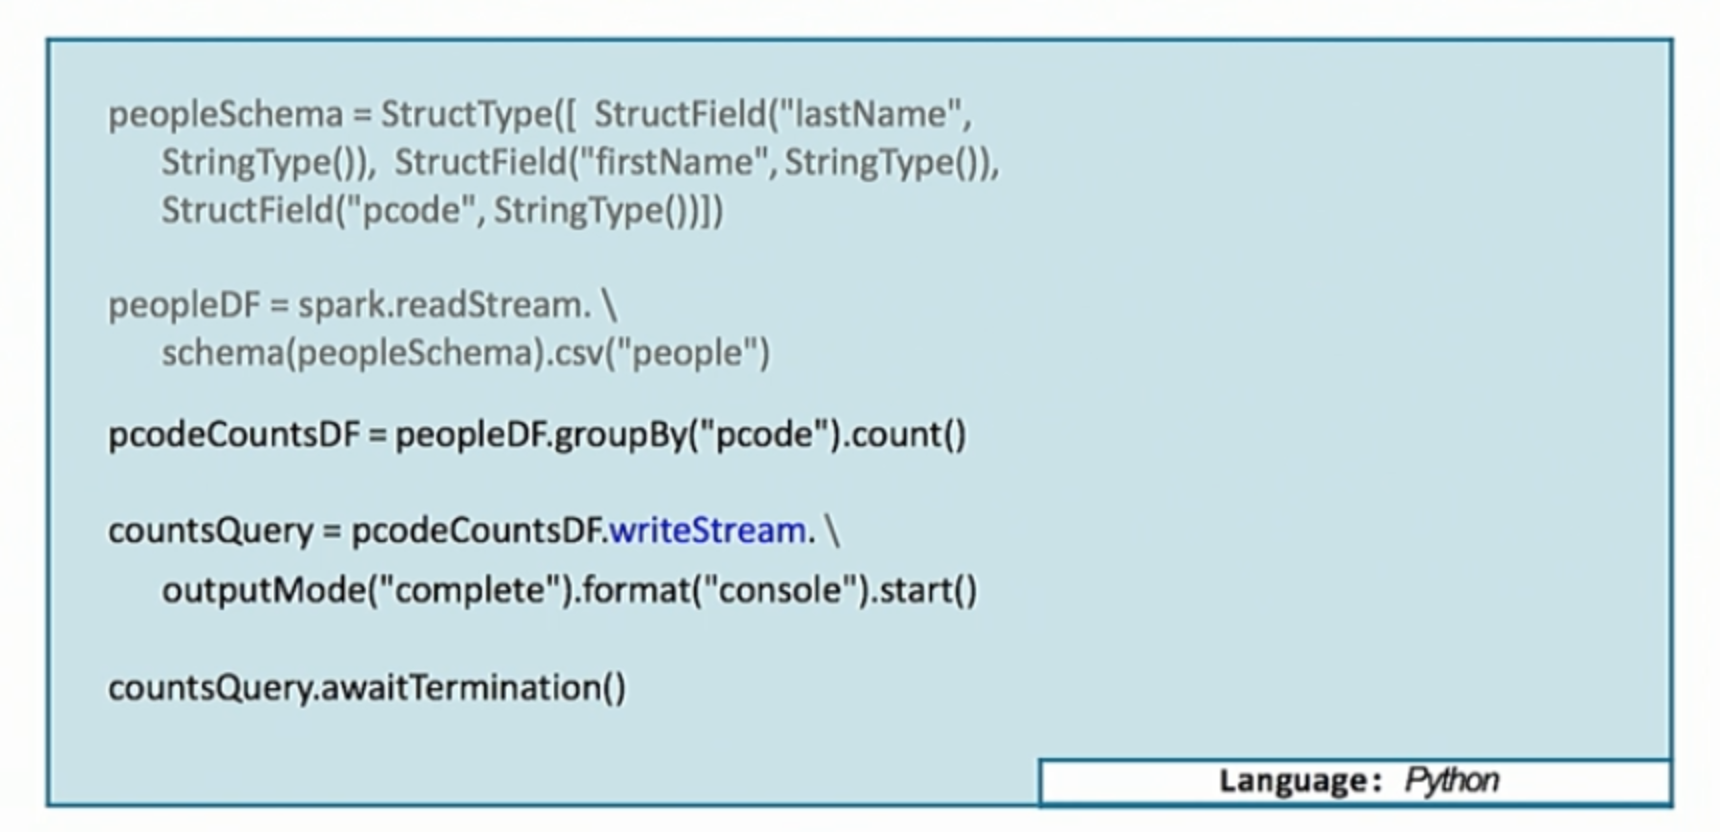 peopleSchema = StructType([  StructField("lastName",
StringType()),  StructField("firstName", StringType()),
StructField("pcode", StringType())])
peopleDF = spark.readStream. \
schema(peopleSchema).csv("people")
pcodeCountsDF = peopleDF.groupBy("pcode").count()
countsQuery = pcodeCountsDF.writeStream. \
outputMode("complete").format("console").start()
countsQuery.awaitTermination()
Language: Python